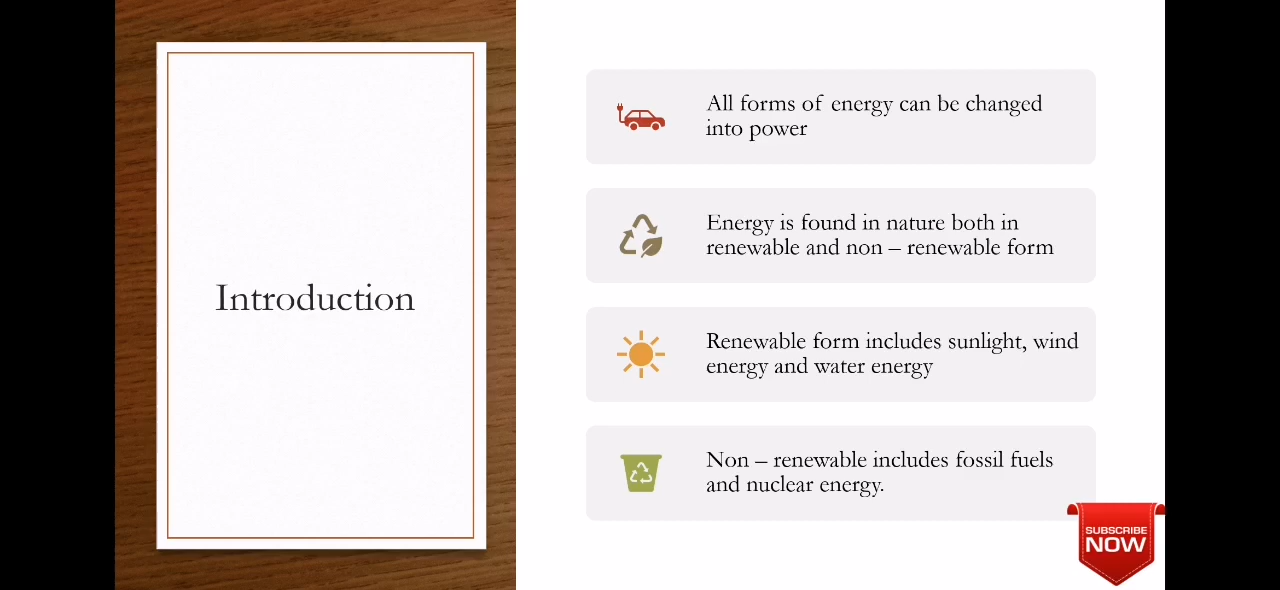 Introduction
All forms of energy can be changed
into power
Energy is found in nature both in
renewable and non – renewable form
Renewable form includes sunlight, wind
energy and water energy
Non – renewable includes fossil fuels
and nuclear energy.
SUBSCRIBE
NOW